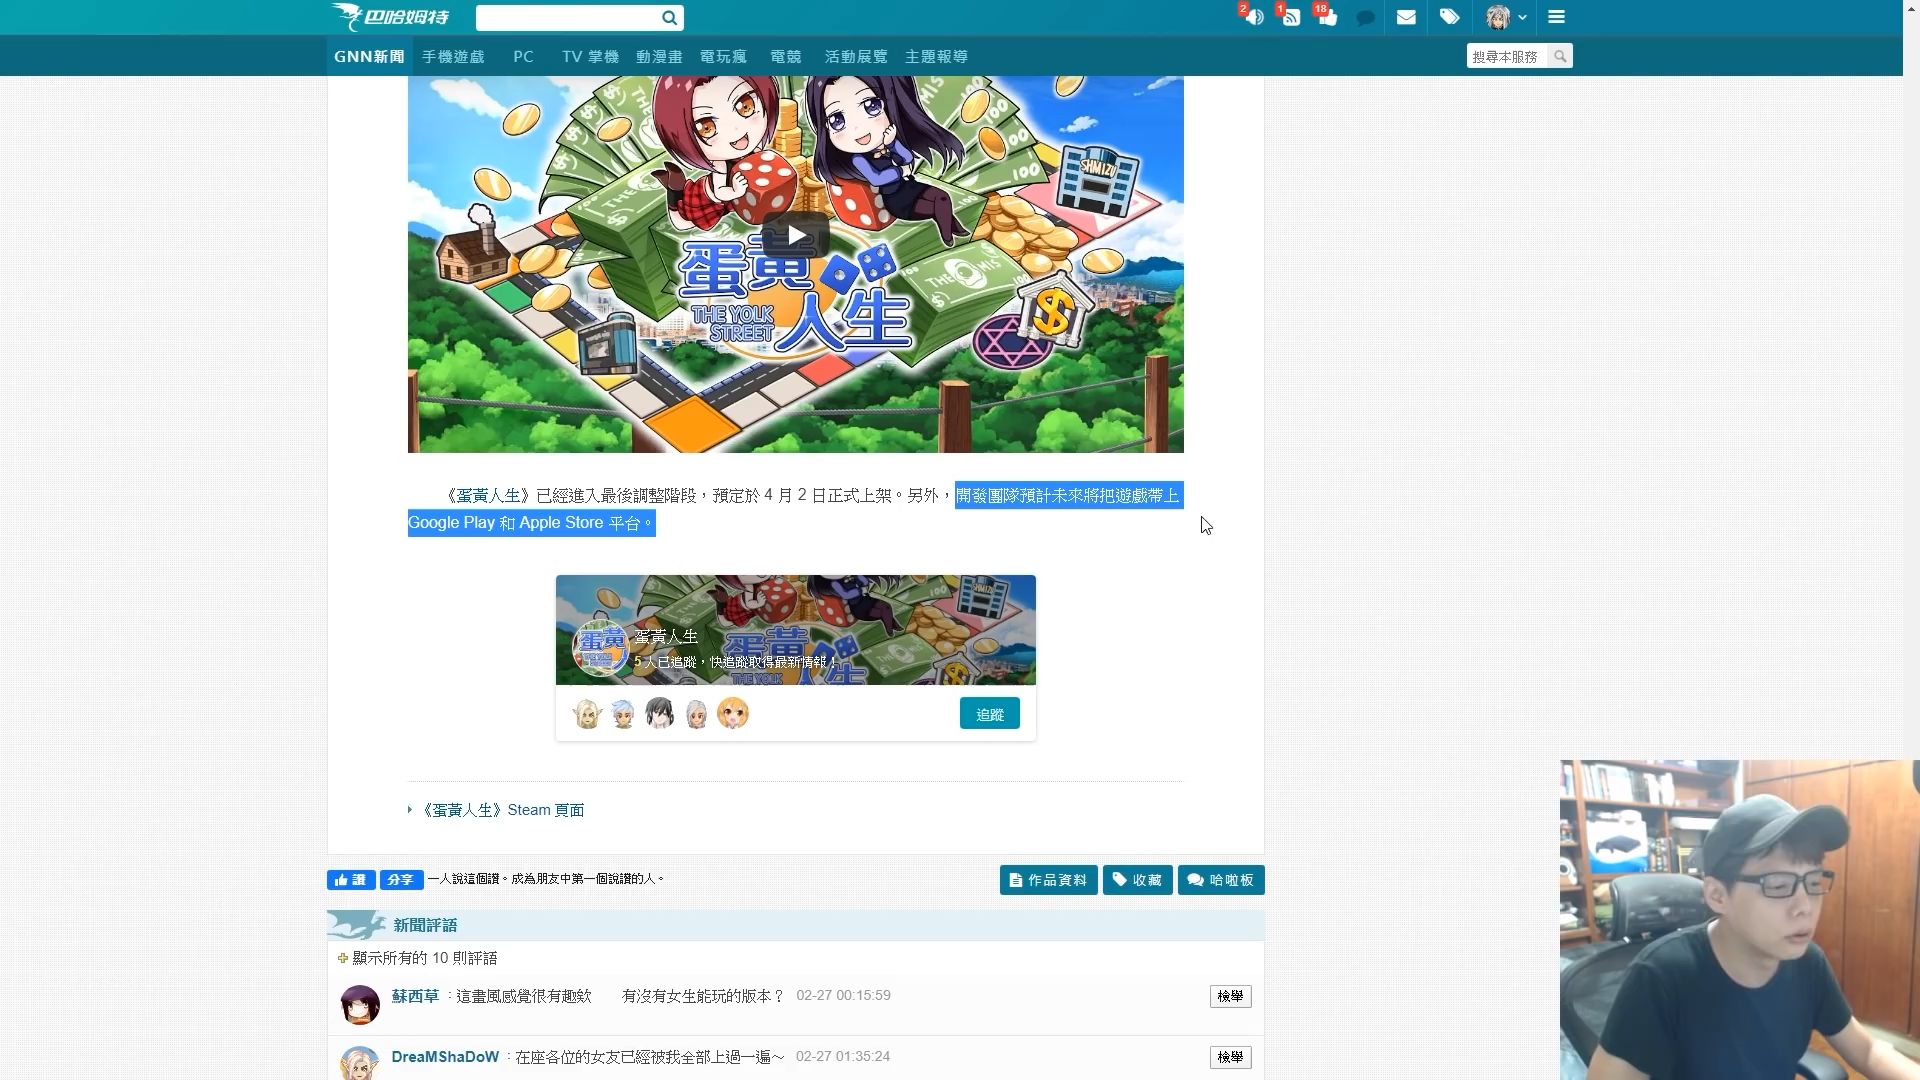 巴哈姆特
2
1
18
GNN新聞 手機遊戲 PC TV 掌機 動漫畫 電玩瘋 電競 活動展覽 主題報導
搜尋本服務
SHMIZU
蛋黃
人生
THE YOLK
STREET
《蛋黃人生》已經進入最後調整階段，預定於 4 月 2 日正式上架。另外，開發團隊預計未來將把遊戲帶上
Google Play 和 Apple Store 平台。
蛋黃人生
5 人已追蹤，快追蹤取得最新情報！
追蹤
《蛋黃人生》Steam 頁面
讚 分享 一人說這個讚。成為朋友中第一個說讚的人。
作品資料 收藏 哈啦板
新聞評語
顯示所有的 10 則評語
蘇西草：這畫風感覺很有趣欸　　有沒有女生能玩的版本？ 02-27 00:15:59
檢舉
DreaMShaDoW：在座各位的女友已經被我全部上過一遍～ 02-27 01:35:24
檢舉